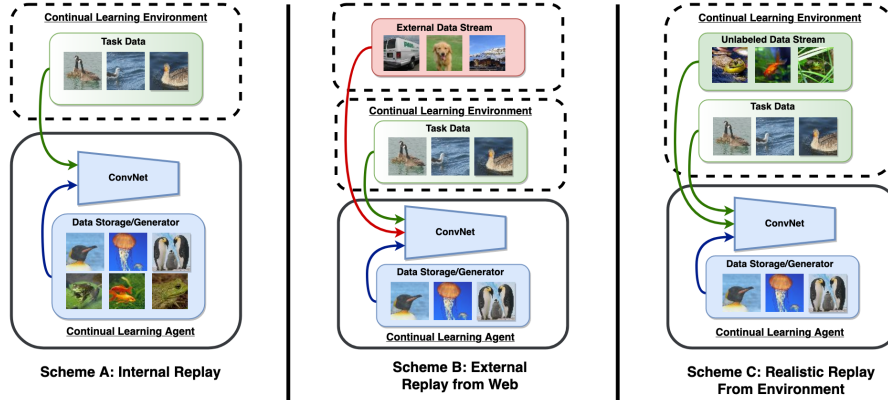 Continual Learning Environment
Task Data
ConvNet
Data Storage/Generator
Continual Learning Agent
Scheme A: Internal Replay
External Data Stream
Continual Learning Environment
Task Data
ConvNet
Data Storage/Generator
Continual Learning Agent
Scheme B: External
Replay from Web
Continual Learning Environment
Unlabeled Data Stream
Task Data
ConvNet
Data Storage/Generator
Continual Learning Agent
Scheme C: Realistic Replay
From Environment